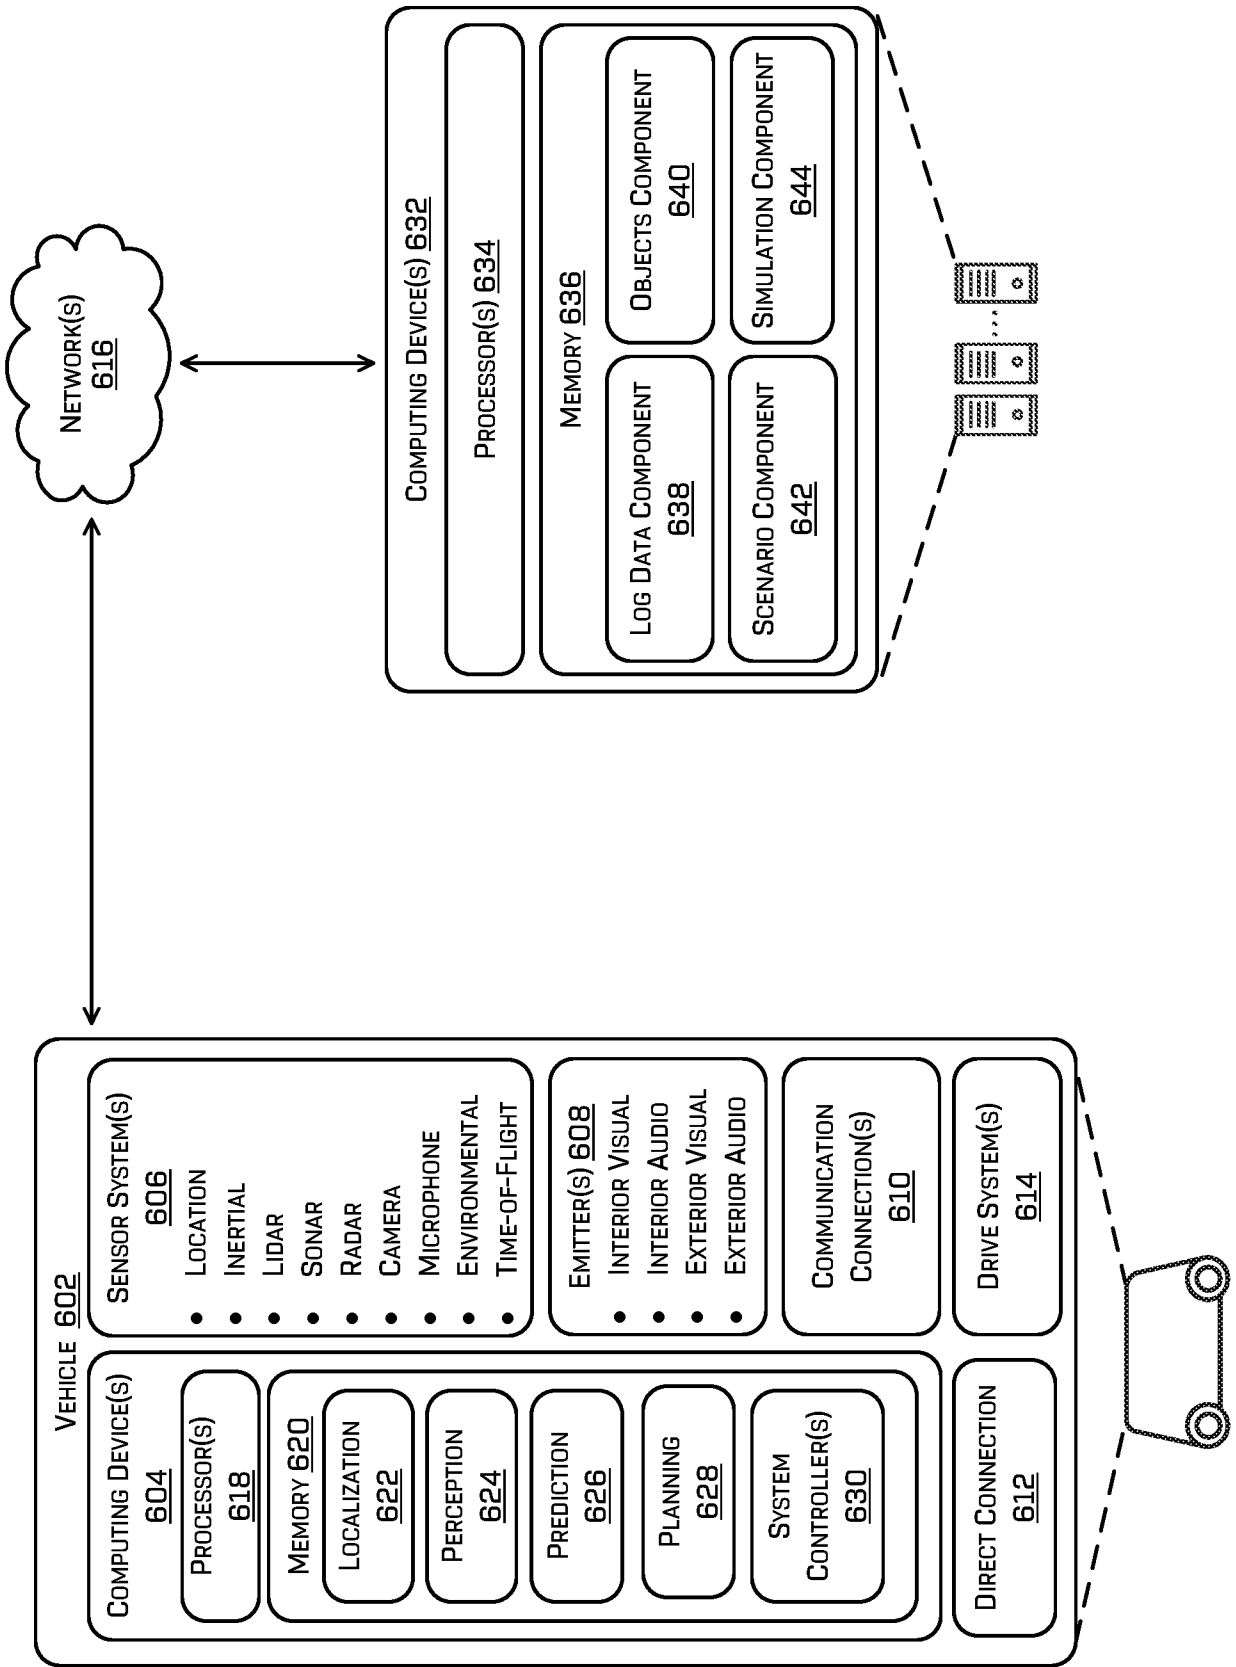 VEHICLE 602
COMPUTING DEVICE(S)
604
PROCESSOR(S)
618
MEMORY 620
LOCALIZATION
622
PERCEPTION
624
PREDICTION
626
PLANNING
628
SYSTEM
CONTROLLER(S)
630
DIRECT CONNECTION
612
SENSOR SYSTEM(S)
606
• LOCATION
• INERTIAL
• LIDAR
• SONAR
• RADAR
• CAMERA
• MICROPHONE
• ENVIRONMENTAL
• TIME-OF-FLIGHT
EMITTER(S) 608
• INTERIOR VISUAL
• INTERIOR AUDIO
• EXTERIOR VISUAL
• EXTERIOR AUDIO
COMMUNICATION
CONNECTION(S)
610
DRIVE SYSTEM(S)
614
NETWORK(S)
616
COMPUTING DEVICE(S) 632
PROCESSOR(S) 634
MEMORY 636
LOG DATA COMPONENT
638
OBJECTS COMPONENT
640
SCENARIO COMPONENT
642
SIMULATION COMPONENT
644
...